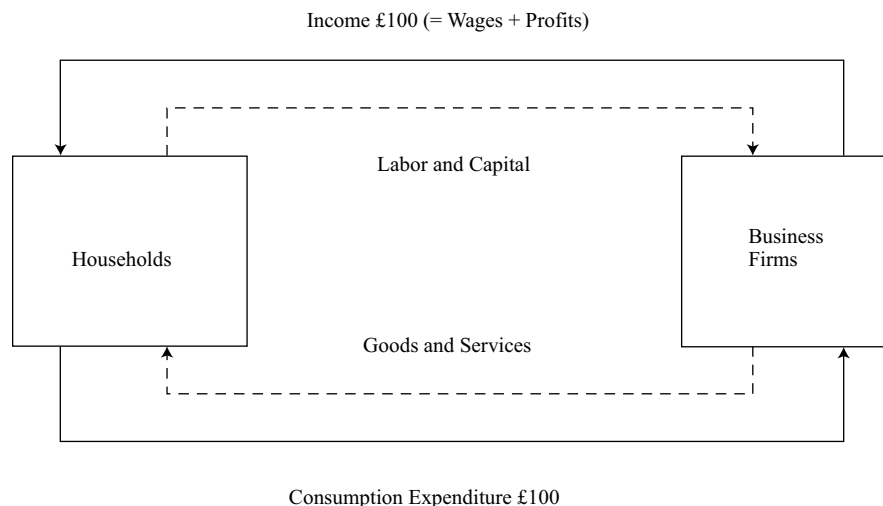 Income £100 (= Wages + Profits)
Labor and Capital
Households
Business
Firms
Goods and Services
Consumption Expenditure £100